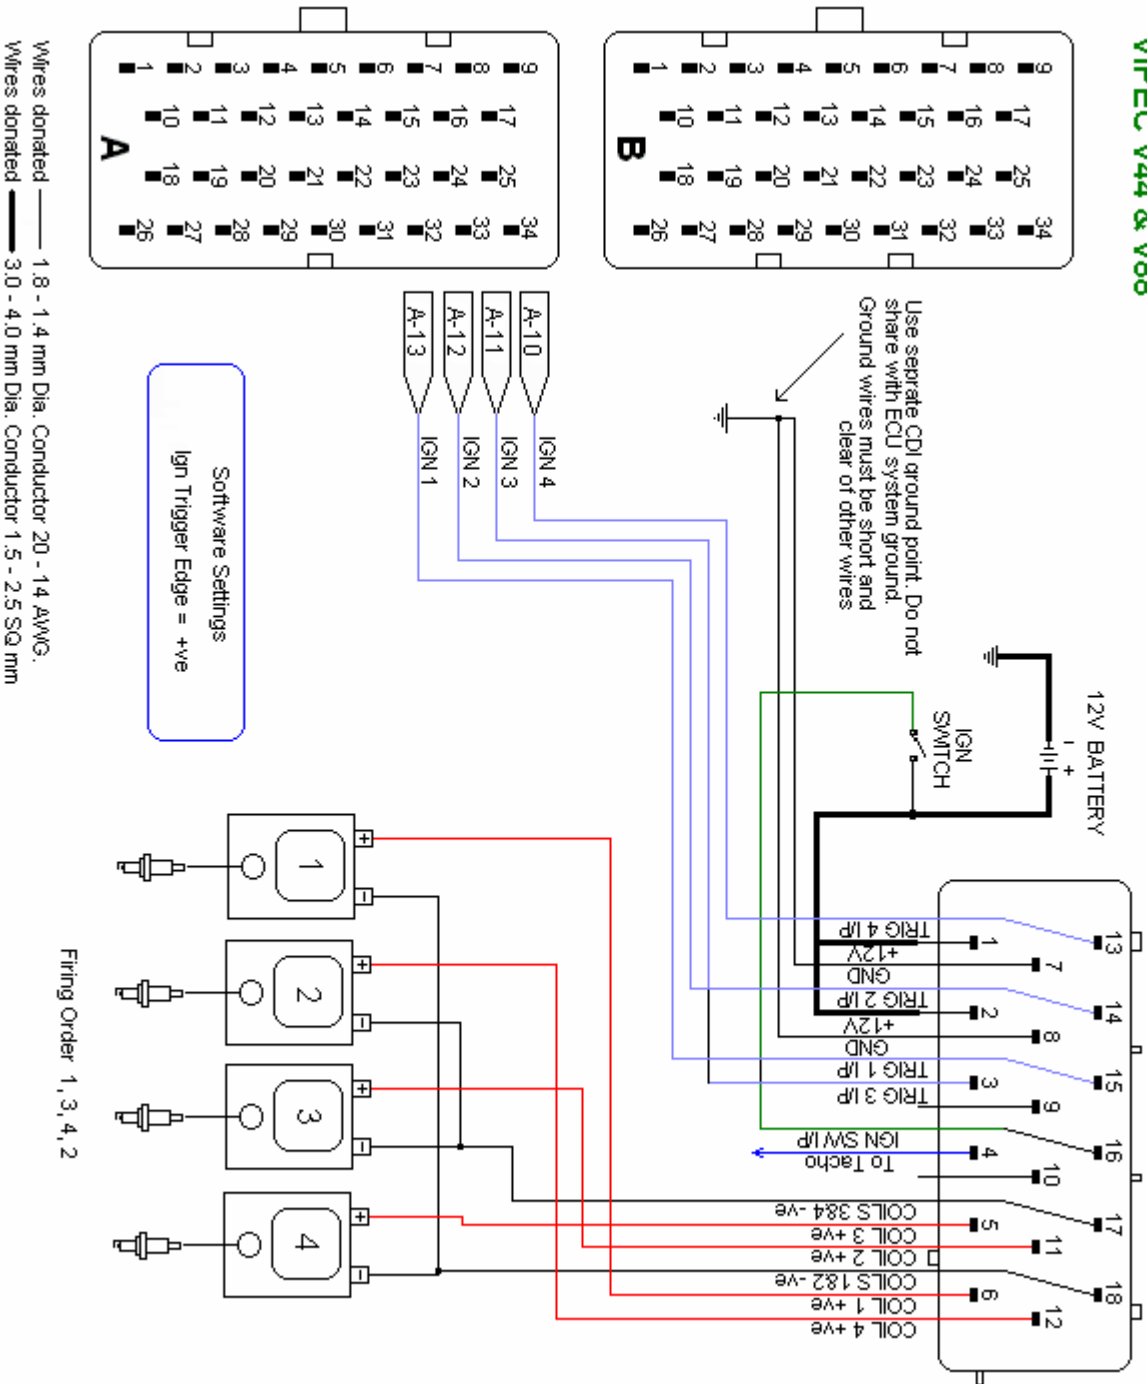 VIPEC V44 & V88
12V BATTERY
- +
IGN
SWITCH
Use seprate CDI ground point. Do not
share with ECU system ground.
Ground wires must be short and
clear of other wires
B
1 2 3 4 5 6 7 8 9
10 11 12 13 14 15 16 17
18 19 20 21 22 23 24 25
26 27 28 29 30 31 32 33 34
A
1 2 3 4 5 6 7 8 9
10 11 12 13 14 15 16 17
18 19 20 21 22 23 24 25
26 27 28 29 30 31 32 33 34
A-10 IGN 4
A-11 IGN 3
A-12 IGN 2
A-13 IGN 1
13 14 15 16 17 18
7 8 9 10 11 12
1 2 3 4 5 6
TRIG 4 I/P
+12V
GND
TRIG 2 I/P
+12V
GND
TRIG 1 I/P
TRIG 3 I/P
IGN SW I/P
To Tacho
COILS 3&4 -ve
COIL 3 +ve
COIL 2 +ve
COILS 1&2 -ve
COIL 1 +ve
COIL 4 +ve
+ -
1
+ -
2
+ -
3
+ -
4
Software Settings
Ign Trigger Edge = +ve
Firing Order 1, 3, 4, 2
Wires donated 1.8 - 1.4 mm Dia. Conductor 20 - 14 AWG.
Wires donated 3.0 - 4.0 mm Dia. Conductor 1.5 - 2.5 SQ mm